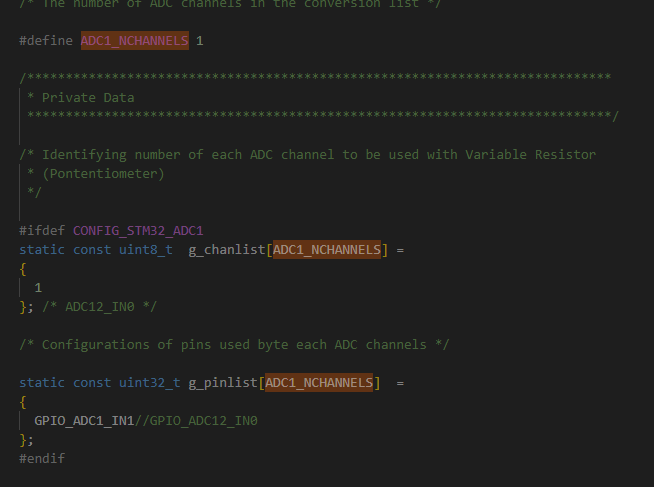 /* The number of ADC channels in the conversion list */
#define ADC1_NCHANNELS 1
/****************************************************************************
* Private Data
****************************************************************************/
/* Identifying number of each ADC channel to be used with Variable Resistor
* (Pontentiometer)
*/
#ifdef CONFIG_STM32_ADC1
static const uint8_t  g_chanlist[ADC1_NCHANNELS] =
{
1
}; /* ADC12_IN0 */
/* Configurations of pins used byte each ADC channels */
static const uint32_t g_pinlist[ADC1_NCHANNELS]  =
{
GPIO_ADC1_IN1//GPIO_ADC12_IN0
};
#endif